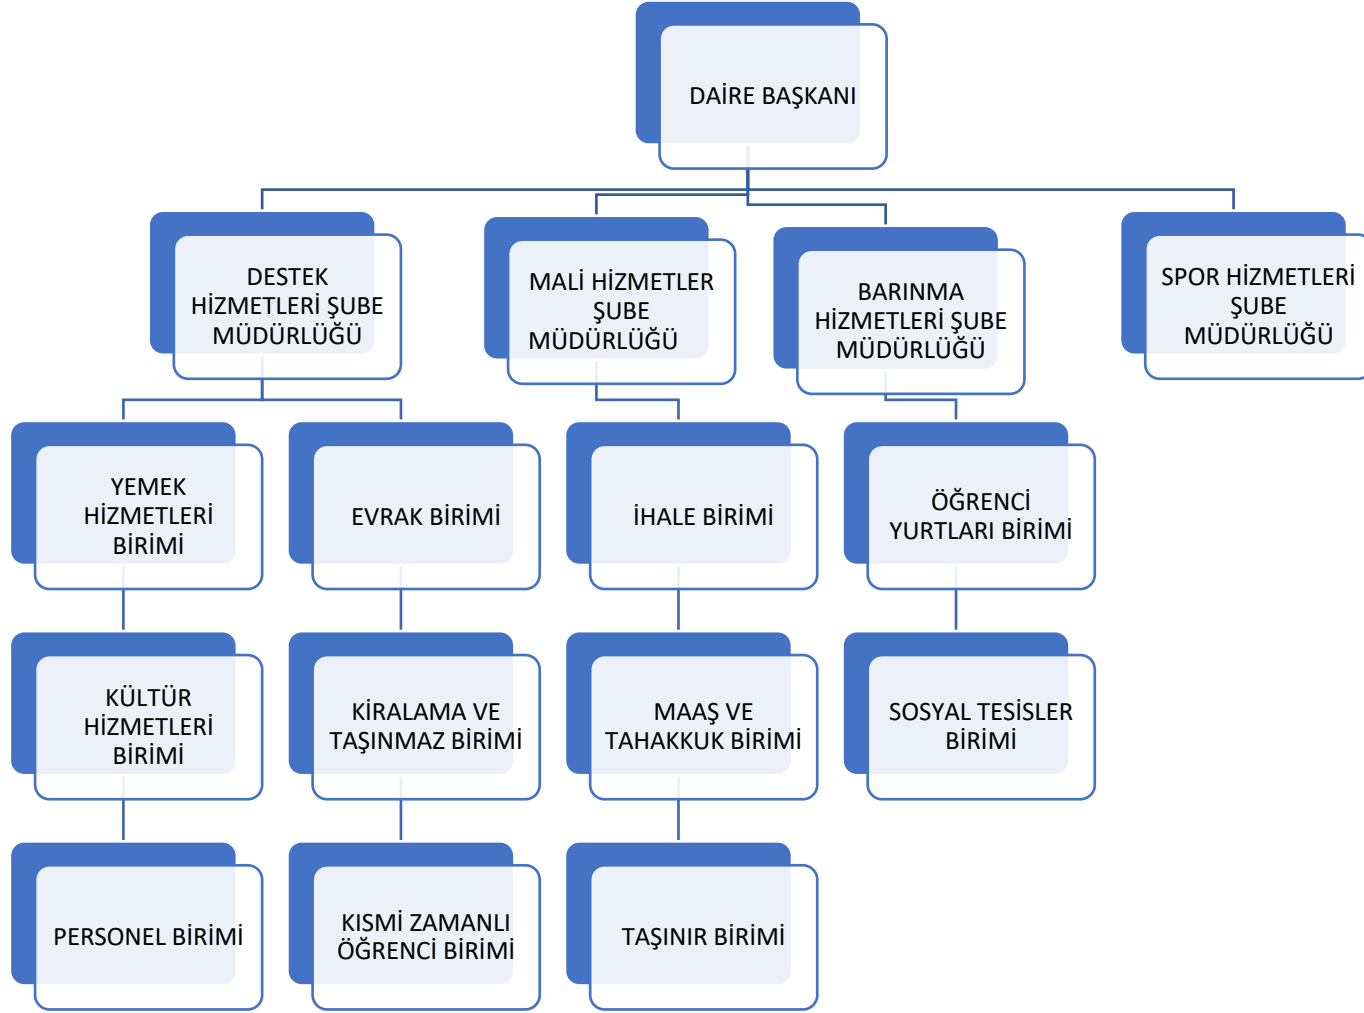 DAİRE BAŞKANI
DESTEK
HİZMETLERİ ŞUBE
MÜDÜRLÜĞÜ
MALİ HİZMETLER
ŞUBE
MÜDÜRLÜĞÜ
BARINMA
HİZMETLERİ ŞUBE
MÜDÜRLÜĞÜ
SPOR HİZMETLERİ
ŞUBE
MÜDÜRLÜĞÜ
YEMEK
HİZMETLERİ
BİRİMİ
EVRAK BİRİMİ
İHALE BİRİMİ
ÖĞRENCİ
YURTLARI BİRİMİ
KÜLTÜR
HİZMETLERİ
BİRİMİ
KİRALAMA VE
TAŞINMAZ BİRİMİ
MAAŞ VE
TAHAKKUK BİRİMİ
SOSYAL TESİSLER
BİRİMİ
PERSONEL BİRİMİ
KISMİ ZAMANLI
ÖĞRENCİ BİRİMİ
TAŞINIR BİRİMİ